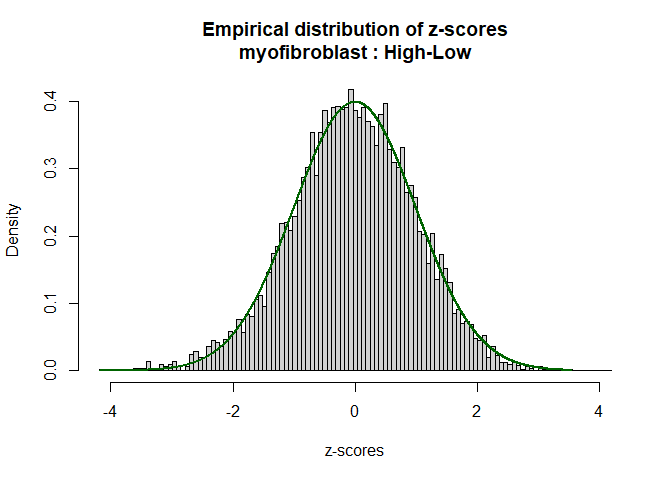 Empirical distribution of z-scores
myofibroblast : High-Low
Density
0.4
0.3
0.2
0.1
0.0
-4 -2 0 2 4
z-scores